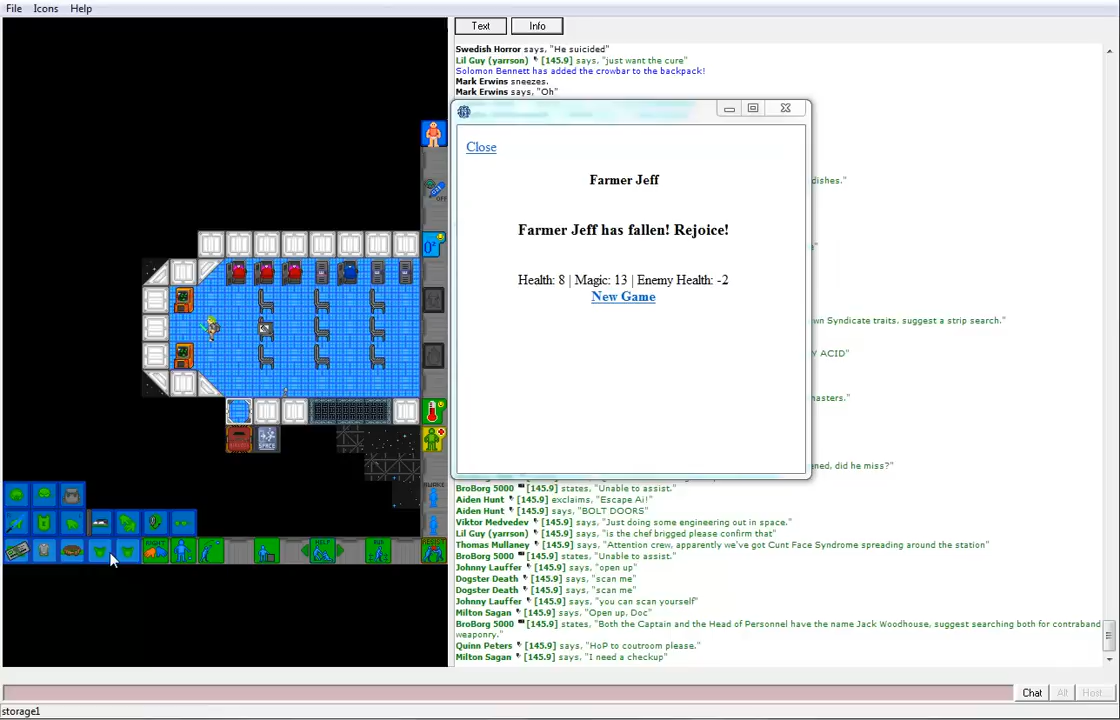 File Icons Help
Text Info
Swedish Horror says, "He suicided"
Lil Guy (yarrson) [145.9] says, "just want the cure"
Solomon Bennett has added the crowbar to the backpack!
Mark Erwins sneezes.
Mark Erwins says, "Oh"
Close
Farmer Jeff
dishes."
Farmer Jeff has fallen! Rejoice!
Health: 8 | Magic: 13 | Enemy Health: -2
New Game
wn Syndicate traits. suggest a strip search."
Y ACID"
masters."
ened, did he miss?"
OFF
SPACE
AWAKE
BroBorg 5000 [145.9] states, "Unable to assist."
Aiden Hunt [145.9] exclaims, "Escape Ai!"
Aiden Hunt [145.9] says, "BOLT DOORS"
Viktor Medvedev [145.9] says, "Just doing some engineering out in space."
Lil Guy (yarrson) [145.9] says, "is the chef brigged please confirm that"
Thomas Mullaney [145.9] says, "Attention crew, apparently we've got Cunt Face Syndrome spreading around the station"
BroBorg 5000 [145.9] states, "Unable to assist."
Johnny Lauffer [145.9] says, "open up"
Dogster Death [145.9] says, "scan me"
Dogster Death [145.9] says, "scan me"
Johnny Lauffer [145.9] says, "you can scan yourself"
Milton Sagan [145.9] says, "Open up, Doc"
BroBorg 5000 [145.9] states, "Both the Captain and the Head of Personnel have the name Jack Woodhouse, suggest searching both for contraband
weaponry."
Quinn Peters [145.9] says, "HoP to coutroom please."
Milton Sagan [145.9] says, "I need a checkup"
RIGHT HELP RUN RESIST
Chat Alt Host...
storage1